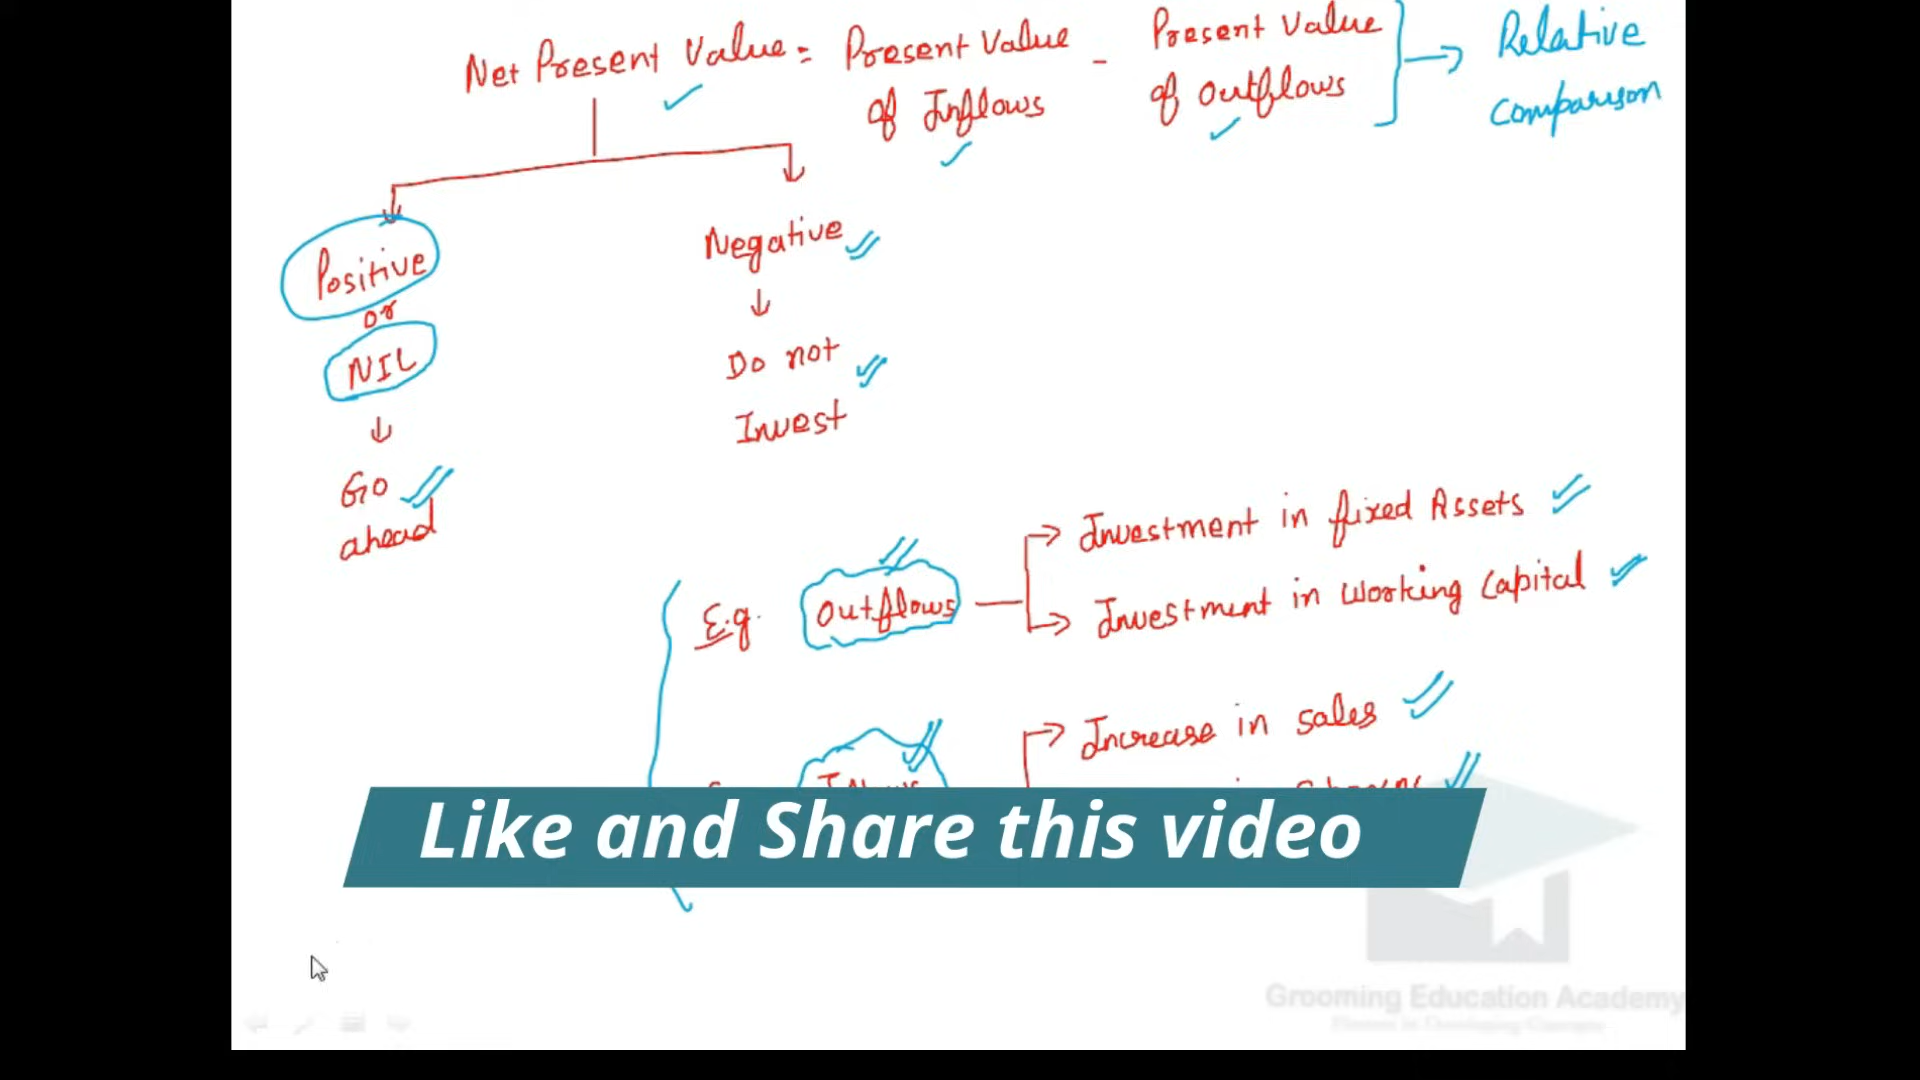 Net Present Value = Present Value of Inflows - Present Value of Outflows
Relative Comparison
Positive
or
NIL
Go ahead
Negative
Do not
Invest
E.g. Outflows
Investment in fixed Assets
Investment in Working Capital
Increase in sales
Like and Share this video
Grooming Education Academy